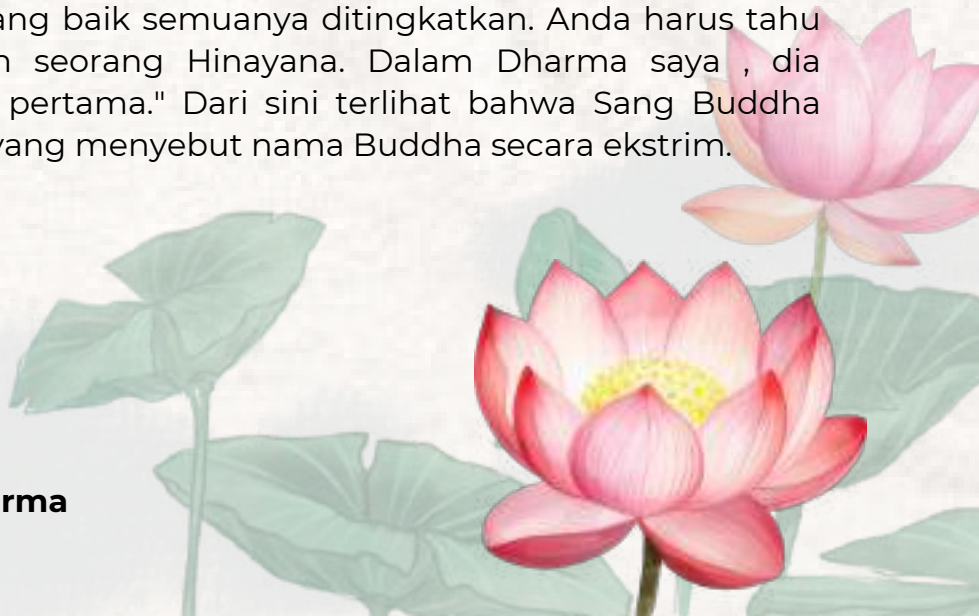 ang baik semuanya ditingkatkan. Anda harus tahu
n seorang Hinayana. Dalam Dharma saya , dia
pertama." Dari sini terlihat bahwa Sang Buddha
yang menyebut nama Buddha secara ekstrim.
rma